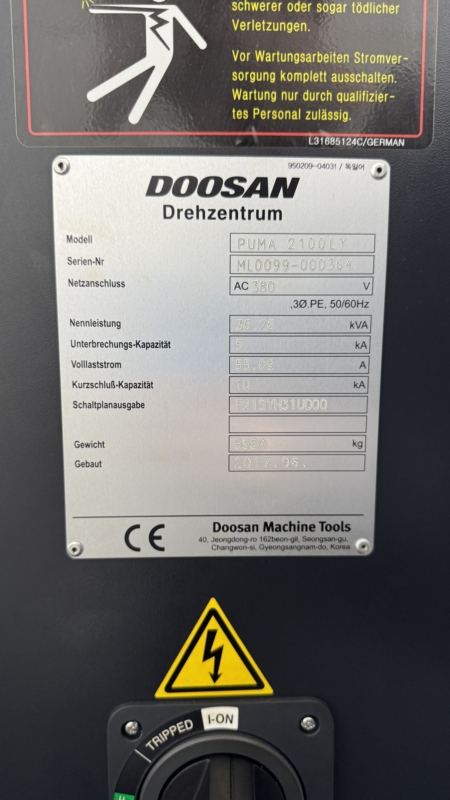 schwerer oder sogar tödlicher
Verletzungen.
Vor Wartungsarbeiten Stromver-
sorgung komplett ausschalten.
Wartung nur durch qualifizier-
tes Personal zulässig.
L31685124C/GERMAN
950209-04031 / 독일어
DOOSAN
Drehzentrum
Modell PUMA 2100LY
Serien-Nr ML0099-000364
Netzanschluss AC 380 V
,3Ø.PE, 50/60Hz
Nennleistung kVA
Unterbrechungs-Kapazität kA
Volllaststrom A
Kurzschluß-Kapazität 10 kA
Schaltplanausgabe
Gewicht kg
Gebaut
CE
Doosan Machine Tools
40, Jeongdong-ro 162beon-gil, Seongsan-gu,
Changwon-si, Gyeongsangnam-do, Korea
TRIPPED I-ON